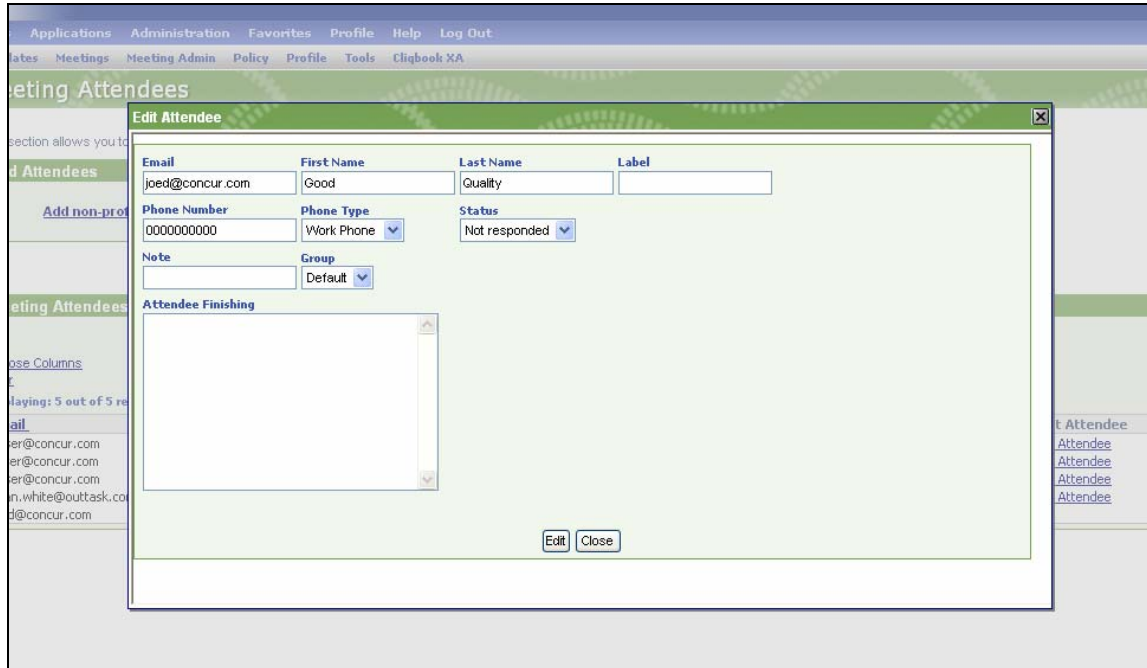 Applications Administration Favorites Profile Help Log Out
lates Meetings Meeting Admin Policy Profile Tools Cliqbook XA
eeting Attendees
section allows you to
d Attendees
Add non-prof
eting Attendees
ose Columns
r
laying: 5 out of 5 re
ail
ser@concur.com
er@concur.com
ser@concur.com
n.white@outtask.co
d@concur.com
Edit Attendee
Email First Name Last Name Label
joed@concur.com Good Quality
Phone Number Phone Type Status
0000000000 Work Phone Not responded
Note Group
Default
Attendee Finishing
Edit Close
t Attendee
Attendee
Attendee
Attendee
Attendee